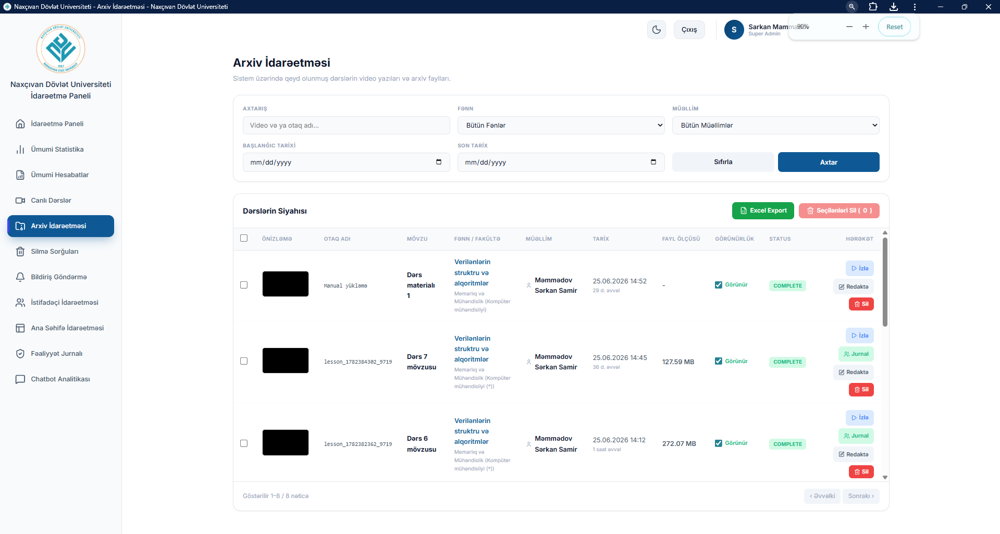 Naxçıvan Dövlət Universiteti - Arxiv İdarəetməsi - Naxçıvan Dövlət Universiteti
NAXÇIVAN DÖVLƏT UNİVERSİTETİ
1967
NAKHCHIVAN STATE UNIVERSITY
Naxçıvan Dövlət Universiteti
İdarəetmə Paneli
İdarəetmə Paneli
Ümumi Statistika
Ümumi Hesabatlar
Canlı Dərslər
Arxiv İdarəetməsi
Silmə Sorğuları
Bildiriş Göndərmə
İstifadəçi İdarəetməsi
Ana Səhifə İdarəetməsi
Fəaliyyət Jurnalı
Chatbot Analitikası
Çıxış
S
Sarkan
Super Admin
90%
Reset
Arxiv İdarəetməsi
Sistem üzərində qeyd olunmuş dərslərin video yazıları və arxiv faylları.
AXTARIŞ
FƏNN
MÜƏLLİM
Video və ya otaq adı...
Bütün Fənlər
Bütün Müəllimlər
BAŞLANĞIC TARİXİ
SON TARİX
mm/dd/yyyy
mm/dd/yyyy
Sıfırla
Axtar
Dərslərin Siyahısı
Excel Export
Seçilənləri Sil ( 0 )
ÖNİZLƏMƏ OTAQ ADI MÖVZU FƏNN / FAKÜLTƏ MÜƏLLİM TARİX FAYL ÖLÇÜSÜ GÖRÜNÜRLÜK STATUS HƏRƏKƏT
Manual yükləmə
Dərs
materialı
1
Verilənlərin
struktru və
alqoritmlər
Memarlıq və
Mühəndislik (Kompüter
mühəndisliyi)
Məmmədov
Sərkan Samir
25.06.2026 14:52
29 d. əvvəl
-
Görünür
COMPLETE
İzlə
Redaktə
Sil
lesson_1782384302_9719
Dərs 7
mövzusu
Verilənlərin
struktru və
alqoritmlər
Memarlıq və
Mühəndislik (Kompüter
mühəndisliyi (*))
Məmmədov
Sərkan Samir
25.06.2026 14:45
36 d. əvvəl
127.59 MB
Görünür
COMPLETE
İzlə
Jurnal
Redaktə
Sil
lesson_1782382362_9719
Dərs 6
mövzusu
Verilənlərin
struktru və
alqoritmlər
Memarlıq və
Mühəndislik (Kompüter
mühəndisliyi (*))
Məmmədov
Sərkan Samir
25.06.2026 14:12
1 saat əvvəl
272.07 MB
Görünür
COMPLETE
İzlə
Jurnal
Redaktə
Sil
Göstərilir 1–8 / 8 nəticə
‹ Əvvəlki
Sonrakı ›